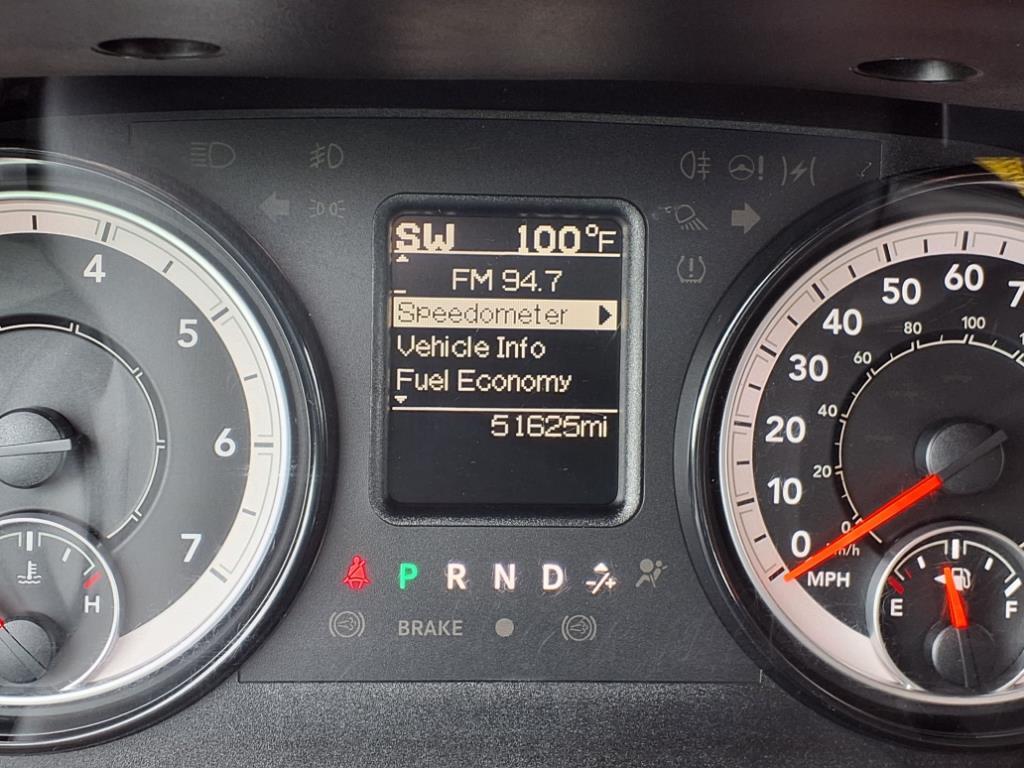 SW 100°F
FM 94.7
Speedometer
Vehicle Info
Fuel Economy
51625mi
4
5
6
7
H
P R N D
BRAKE
0
10
20
30
40
50
60
7
MPH
0
20
40
60
80
100
km/h
E F